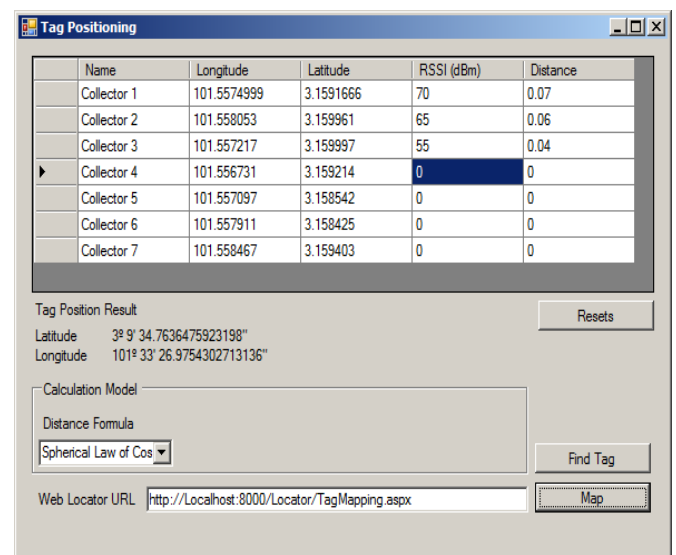 Tag Positioning
Name Longitude Latitude RSSI (dBm) Distance
Collector 1 101.5574999 3.1591666 70 0.07
Collector 2 101.558053 3.159961 65 0.06
Collector 3 101.557217 3.159997 55 0.04
Collector 4 101.556731 3.159214 0 0
Collector 5 101.557097 3.158542 0 0
Collector 6 101.557911 3.158425 0 0
Collector 7 101.558467 3.159403 0 0
Tag Position Result
Resets
Latitude 3º 9' 34.7636475923198"
Longitude 101º 33' 26.9754302713136"
Calculation Model
Distance Formula
Spherical Law of Cos
Find Tag
Web Locator URL http://Localhost:8000/Locator/TagMapping.aspx Map